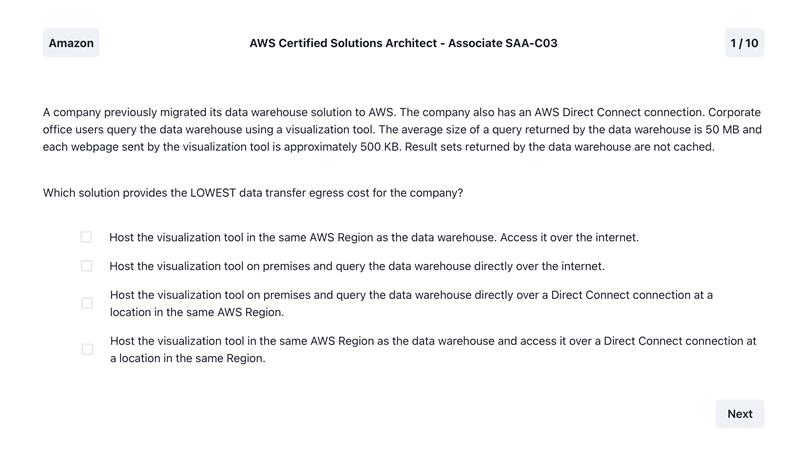 Amazon
AWS Certified Solutions Architect - Associate SAA-C03
1 / 10
A company previously migrated its data warehouse solution to AWS. The company also has an AWS Direct Connect connection. Corporate
office users query the data warehouse using a visualization tool. The average size of a query returned by the data warehouse is 50 MB and
each webpage sent by the visualization tool is approximately 500 KB. Result sets returned by the data warehouse are not cached.
Which solution provides the LOWEST data transfer egress cost for the company?
Host the visualization tool in the same AWS Region as the data warehouse. Access it over the internet.
Host the visualization tool on premises and query the data warehouse directly over the internet.
Host the visualization tool on premises and query the data warehouse directly over a Direct Connect connection at a
location in the same AWS Region.
Host the visualization tool in the same AWS Region as the data warehouse and access it over a Direct Connect connection at
a location in the same Region.
Next